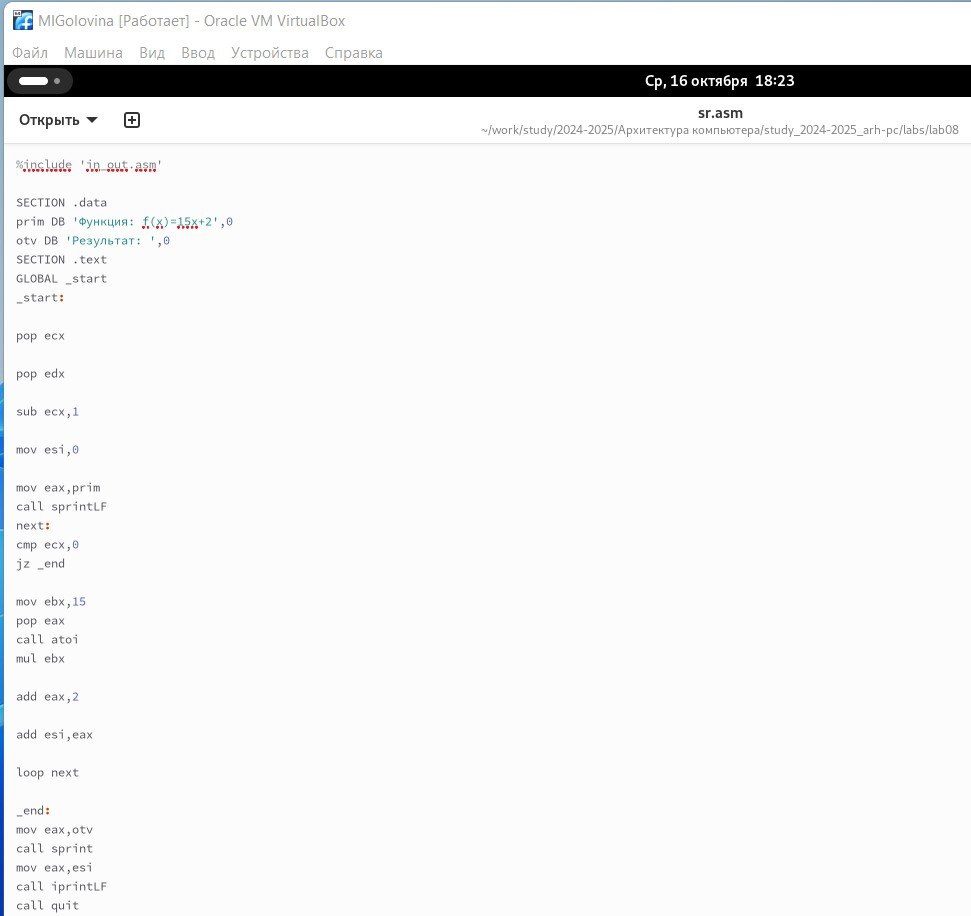 MIGolovina [Работает] - Oracle VM VirtualBox
Файл Машина Вид Ввод Устройства Справка
Ср, 16 октября 18:23
Открыть
sr.asm
~/work/study/2024-2025/Архитектура компьютера/study_2024-2025_arh-pc/labs/lab08
%include 'in_out.asm'
SECTION .data
prim DB 'Функция: f(x)=15x+2',0
otv DB 'Результат: ',0
SECTION .text
GLOBAL _start
_start:
pop ecx
pop edx
sub ecx,1
mov esi,0
mov eax,prim
call sprintLF
next:
cmp ecx,0
jz _end
mov ebx,15
pop eax
call atoi
mul ebx
add eax,2
add esi,eax
loop next
_end:
mov eax,otv
call sprint
mov eax,esi
call iprintLF
call quit